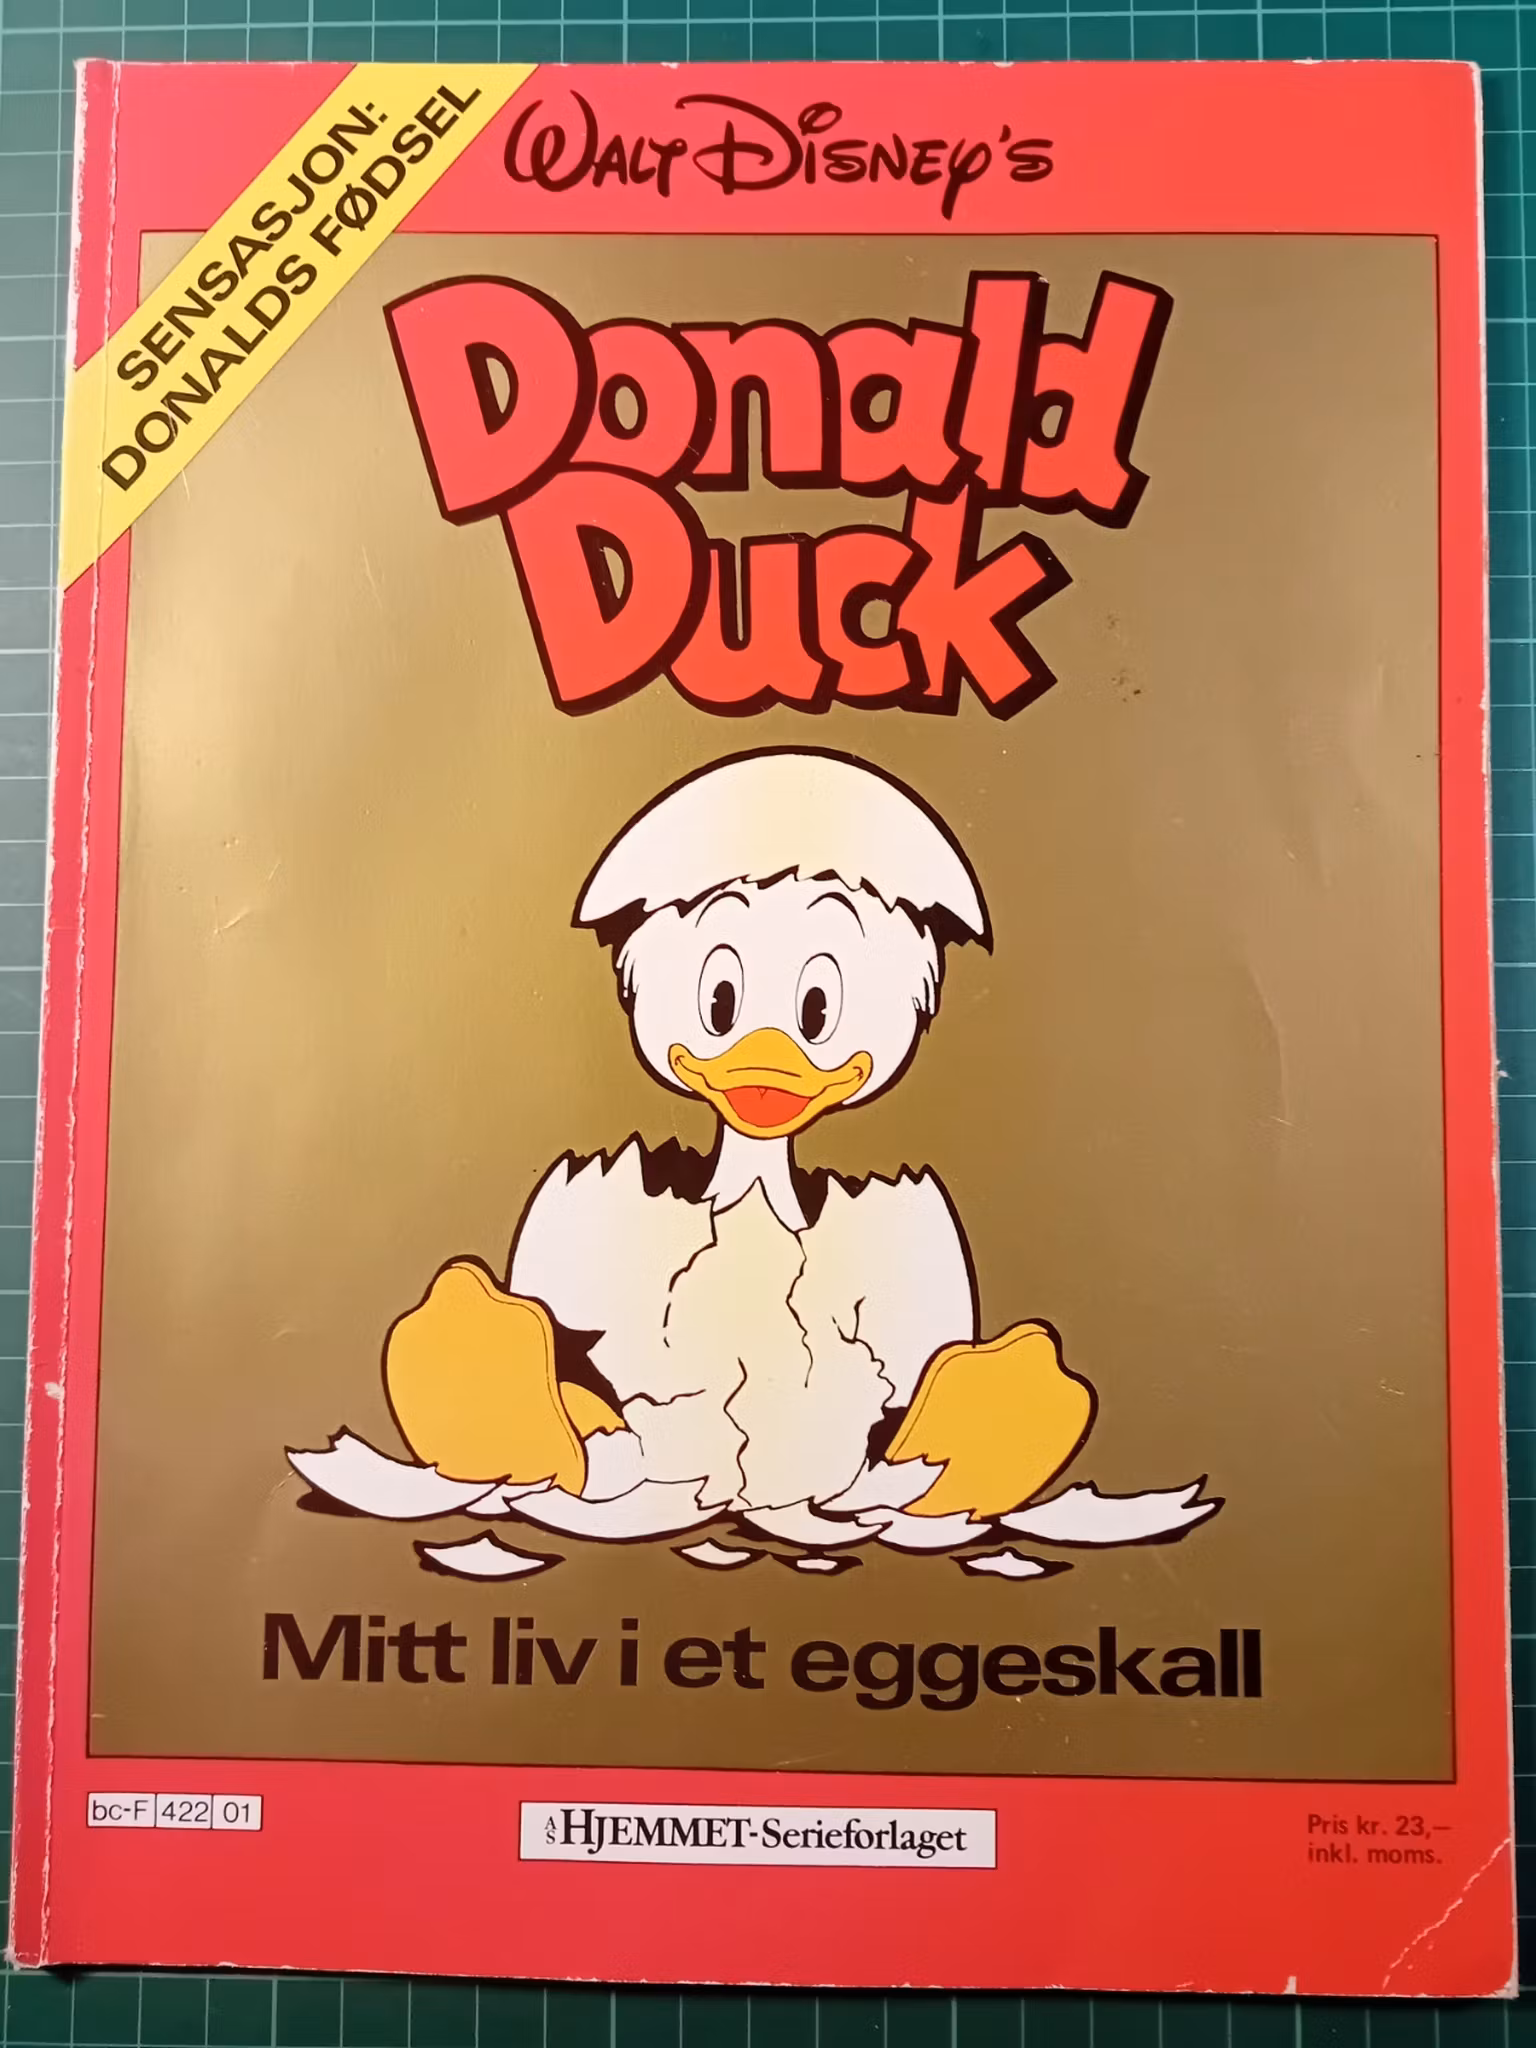 SENSASJON:
DONALDS FØDSEL
WALT DISNEY'S
Donald
Duck
Mitt liv i et eggeskall
bc-F 422 01
A/S HJEMMET-Serieforlaget
Pris kr. 23,—
inkl. moms.